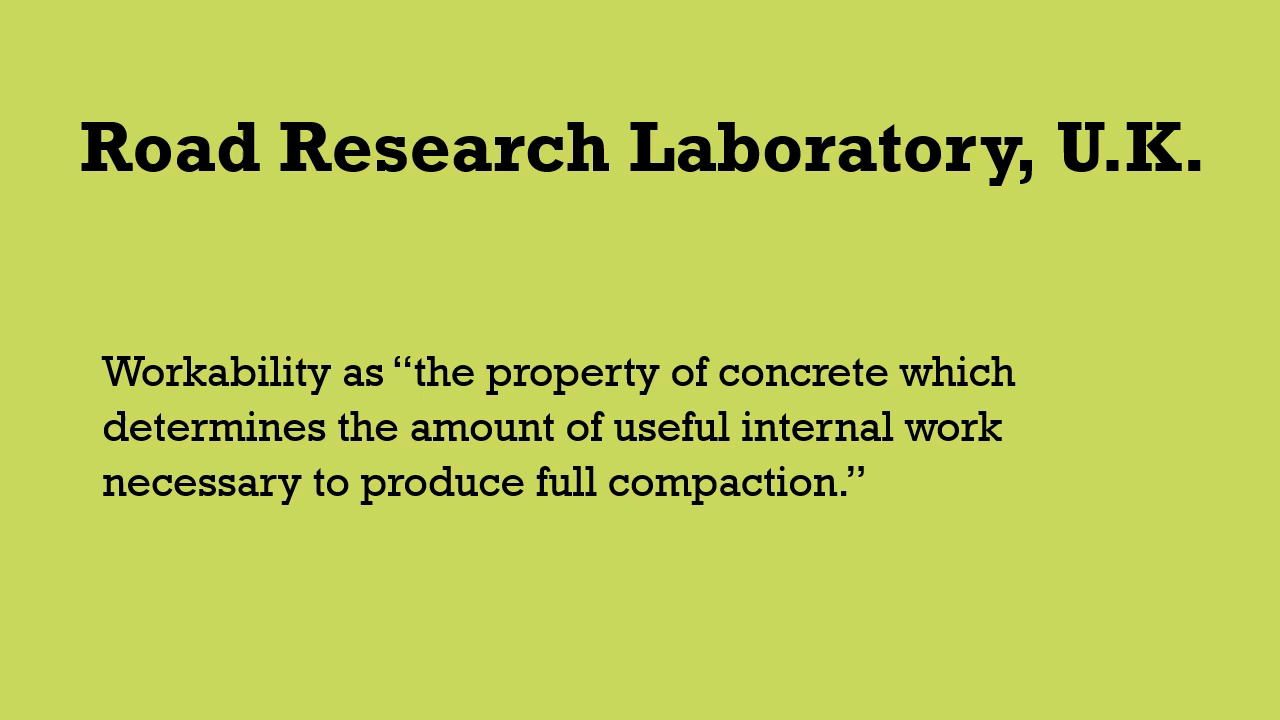 Road Research Laboratory, U.K.
Workability as “the property of concrete which
determines the amount of useful internal work
necessary to produce full compaction.”